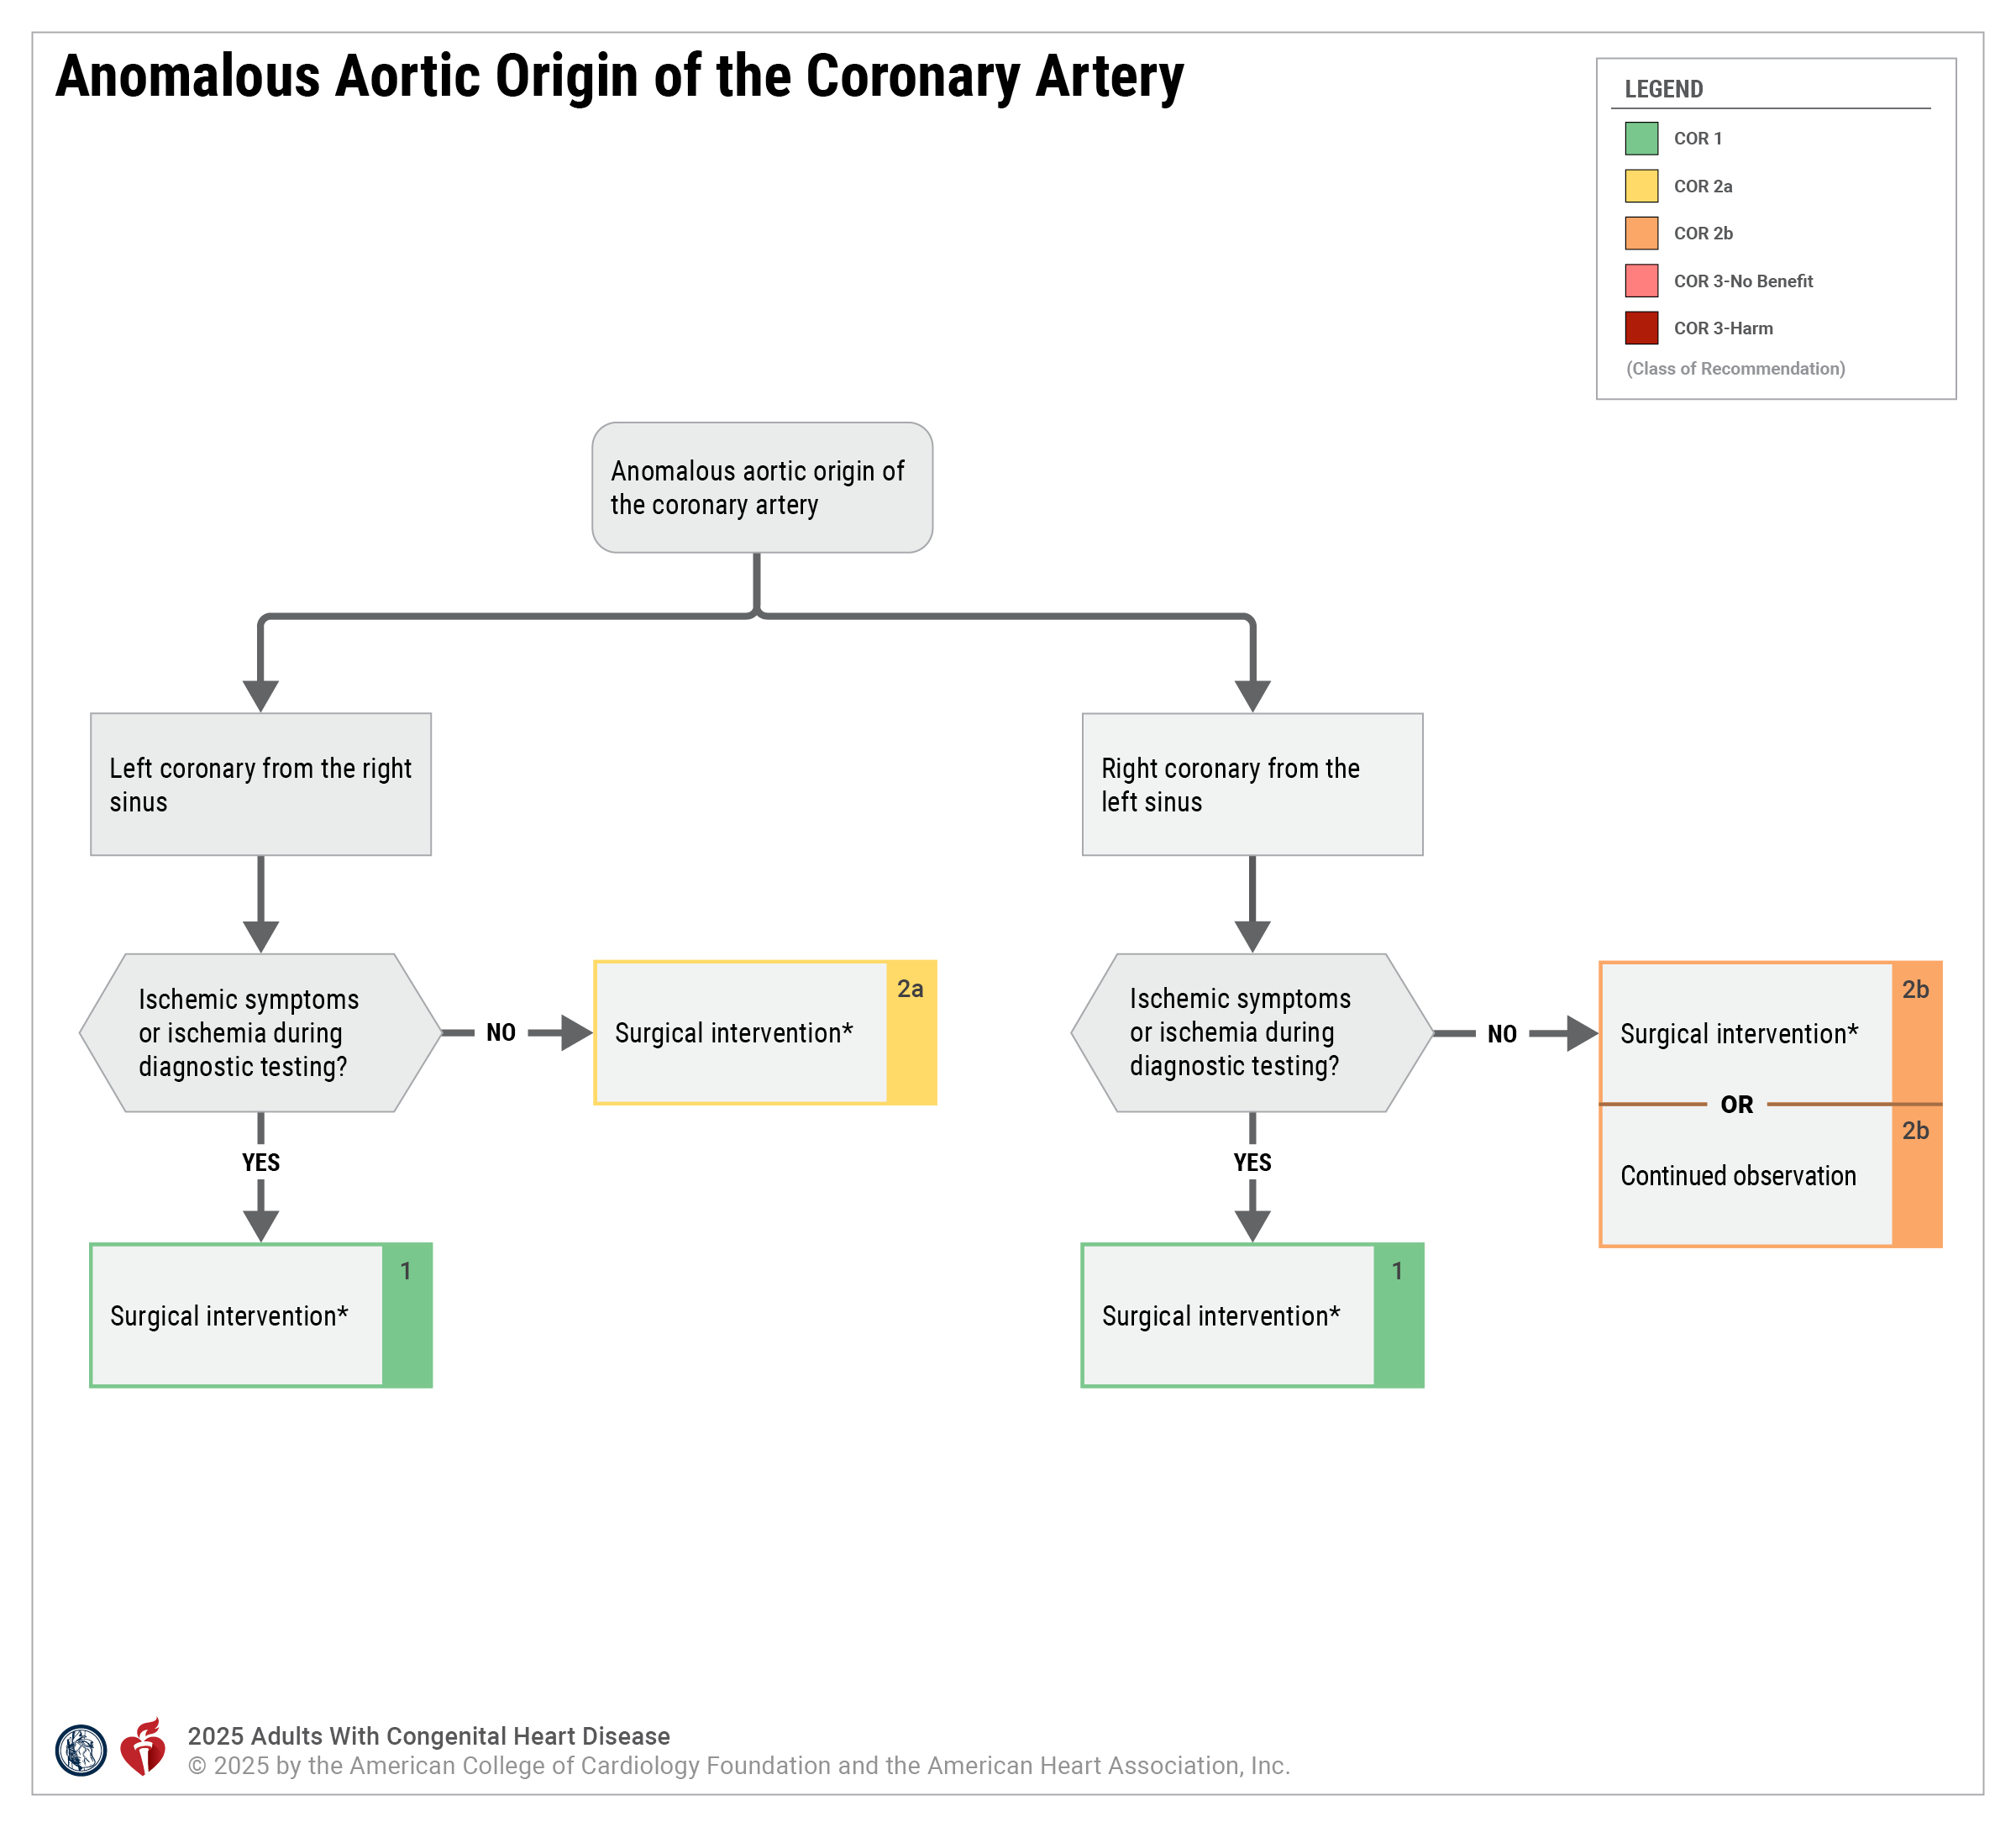 Anomalous Aortic Origin of the Coronary Artery
LEGEND
COR 1
COR 2a
COR 2b
COR 3-No Benefit
COR 3-Harm
(Class of Recommendation)
Anomalous aortic origin of
the coronary artery
Left coronary from the right
sinus
Right coronary from the
left sinus
Ischemic symptoms
or ischemia during
diagnostic testing?
NO
2a
Surgical intervention*
YES
1
Surgical intervention*
Ischemic symptoms
or ischemia during
diagnostic testing?
NO
2b
Surgical intervention*
OR
2b
Continued observation
YES
1
Surgical intervention*
2025 Adults With Congenital Heart Disease
© 2025 by the American College of Cardiology Foundation and the American Heart Association, Inc.